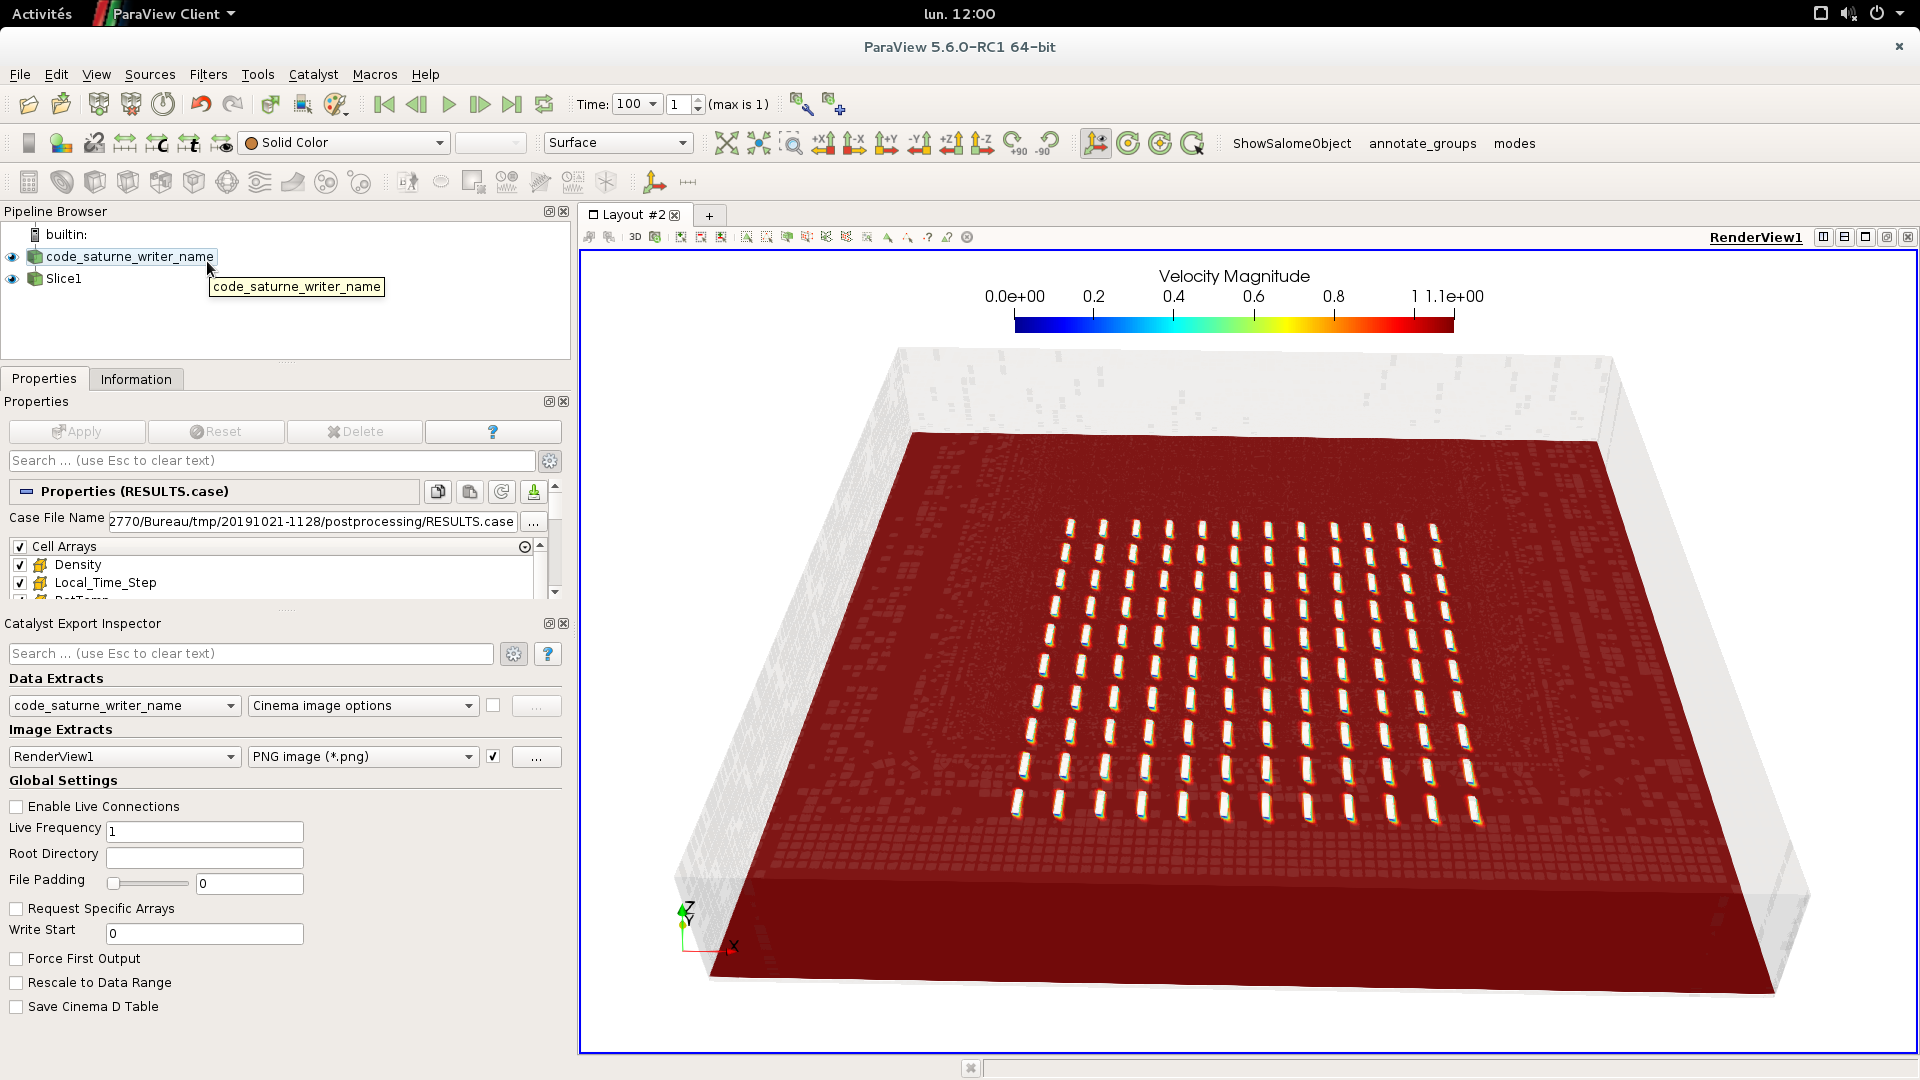 Activités ParaView Client lun. 12:00
ParaView 5.6.0-RC1 64-bit
File Edit View Sources Filters Tools Catalyst Macros Help
Time: 100 1 (max is 1)
Solid Color Surface +X -X +Y -Y +Z -Z +90 -90 ShowSalomeObject annotate_groups modes
Pipeline Browser
builtin:
code_saturne_writer_name
Slice1
code_saturne_writer_name
Properties Information
Properties
Apply Reset Delete ?
Search ... (use Esc to clear text)
Properties (RESULTS.case)
Case File Name 2770/Bureau/tmp/20191021-1128/postprocessing/RESULTS.case ...
Cell Arrays
Density
Local_Time_Step
Catalyst Export Inspector
Search ... (use Esc to clear text) ?
Data Extracts
code_saturne_writer_name Cinema image options ...
Image Extracts
RenderView1 PNG image (*.png) ...
Global Settings
Enable Live Connections
Live Frequency 1
Root Directory
File Padding 0
Request Specific Arrays
Write Start 0
Force First Output
Rescale to Data Range
Save Cinema D Table
Layout #2 +
3D RenderView1
Velocity Magnitude
0.0e+00 0.2 0.4 0.6 0.8 1 1.1e+00
Z
Y
X